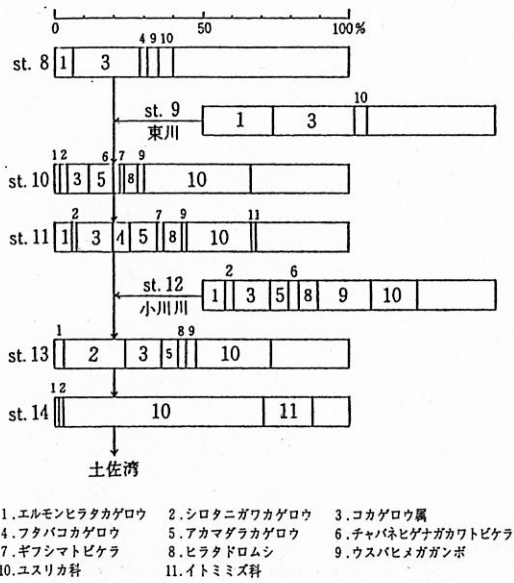 0 50 100%
4 9 10
st. 8 1 3
st. 9
東川
10
1 3
1 2 6 7 9
st. 10 3 5 8 10
2 7 9 11
st. 11 1 3 4 5 8 10
st. 12
小川川
2 6
1 3 5 8 9 10
1 8 9
st. 13 2 3 5 10
1 2
st. 14 10 11
土佐湾
1.エルモンヒラタカゲロウ 2.シロタニガワカゲロウ 3.コカゲロウ属
4.フタバコカゲロウ 5.アカマダラカゲロウ 6.チャバネヒゲナガカワトビケラ
7.ギフシマトビケラ 8.ヒラタドロムシ 9.ウスバヒメガガンボ
10.ユスリカ科 11.イトミミズ科